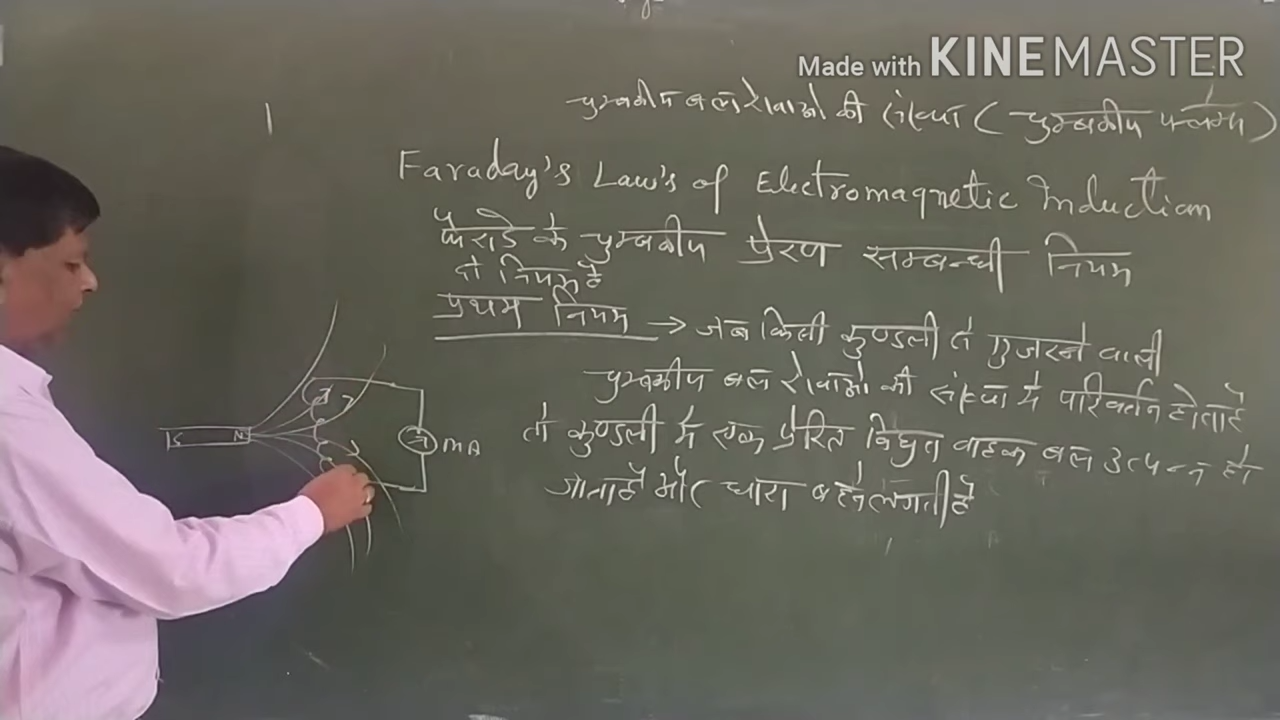 Made with KINEMASTER
चुम्बकीय बल रेखाओं की संख्या ( चुम्बकीय फ्लक्स )
Faraday's Law's of Electromagnetic Induction
फैराडे के चुम्बकीय प्रेरण सम्बन्धी नियम
दो नियम है
प्रथम नियम → जब किसी कुण्डली से गुजरने वाली
चुम्बकीय बल रेखाओं की संख्या मे परिवर्तन होता है
तो कुण्डली मे एक प्रेरित विधुत वाहक बल उत्पन्न हो
जाता है और धारा बहने लगती है
S N
mA